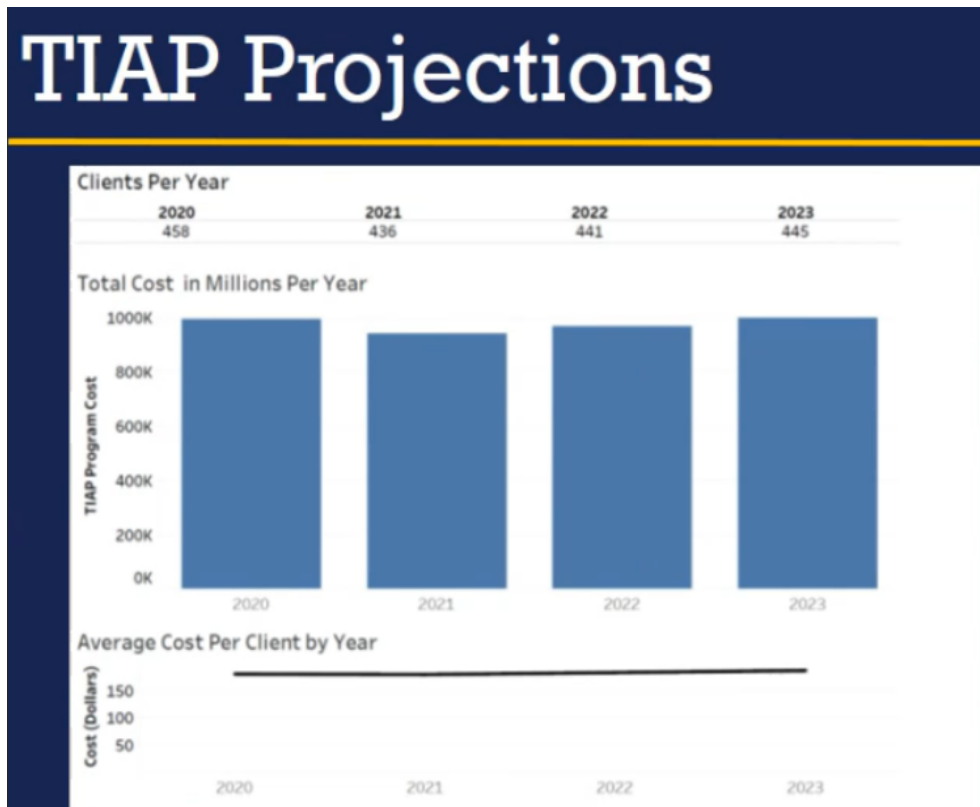 TIAP Projections
Clients Per Year
2020 2021 2022 2023
458 436 441 445
Total Cost in Millions Per Year
TIAP Program Cost
1000K
800K
600K
400K
200K
0K
2020 2021 2022 2023
Average Cost Per Client by Year
Cost (Dollars)
150
100
50
2020 2021 2022 2023